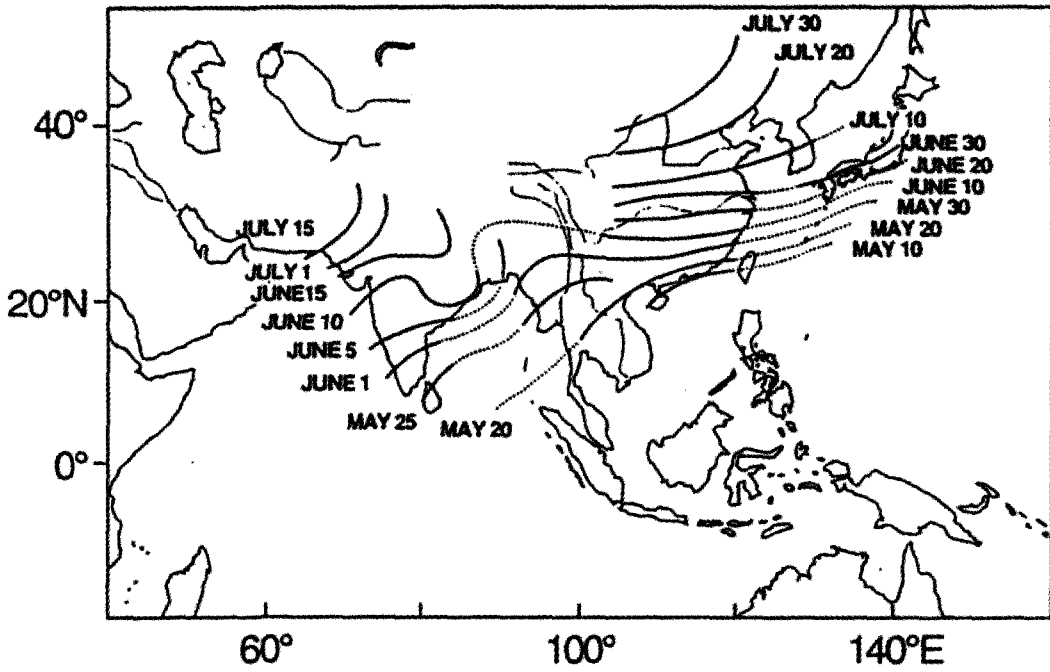 JULY 30
JULY 20
40°
JULY 10
JUNE 30
JUNE 20
JUNE 10
MAY 30
MAY 20
MAY 10
JULY 15
JULY 1
JUNE15
20°N
JUNE 10
JUNE 5
JUNE 1
MAY 25
MAY 20
0°
60°
100°
140°E